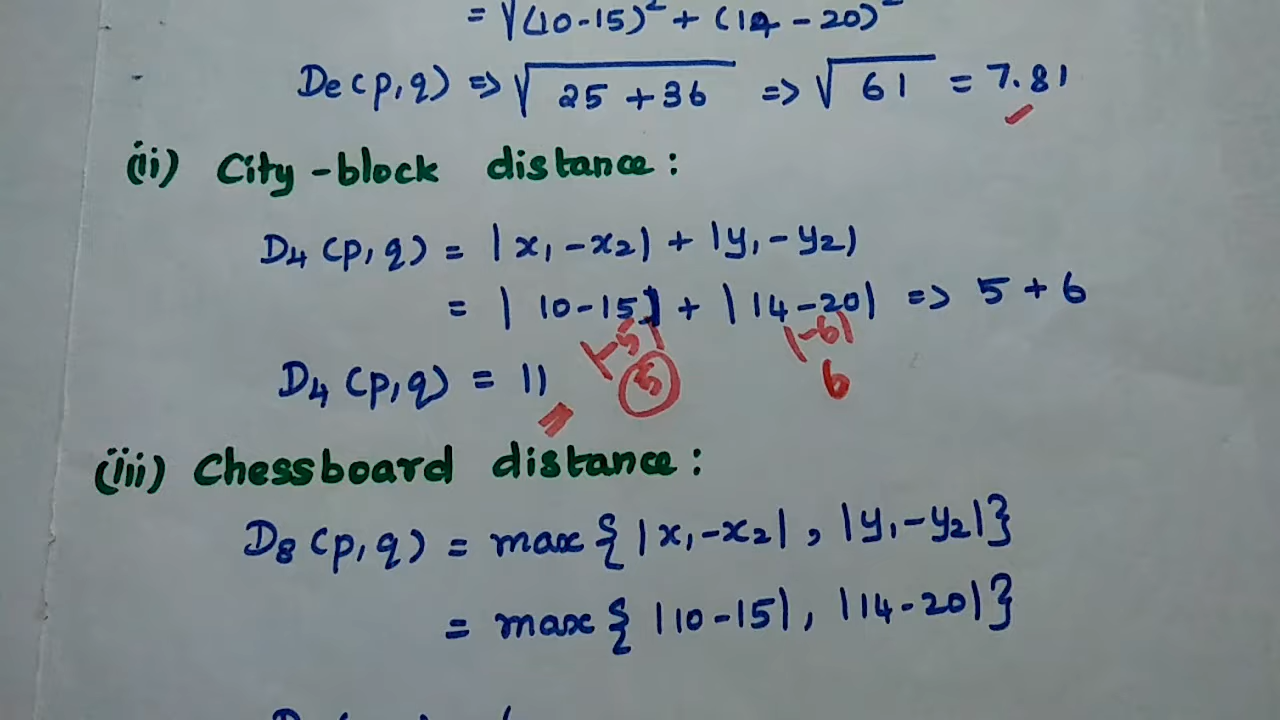 = √(10-15)² + (14-20)²
De(p,q) => √25+36 => √61 = 7.81
(ii) City-block distance:
D4(p,q) = |x1-x2| + |y1-y2|
= | 10-15| + |14-20| => 5+6
|-5| |-6|
D4(p,q) = 11 5 6
(iii) Chessboard distance:
D8(p,q) = max{|x1-x2|, |y1-y2|}
= max{ |10-15|, |14-20|}